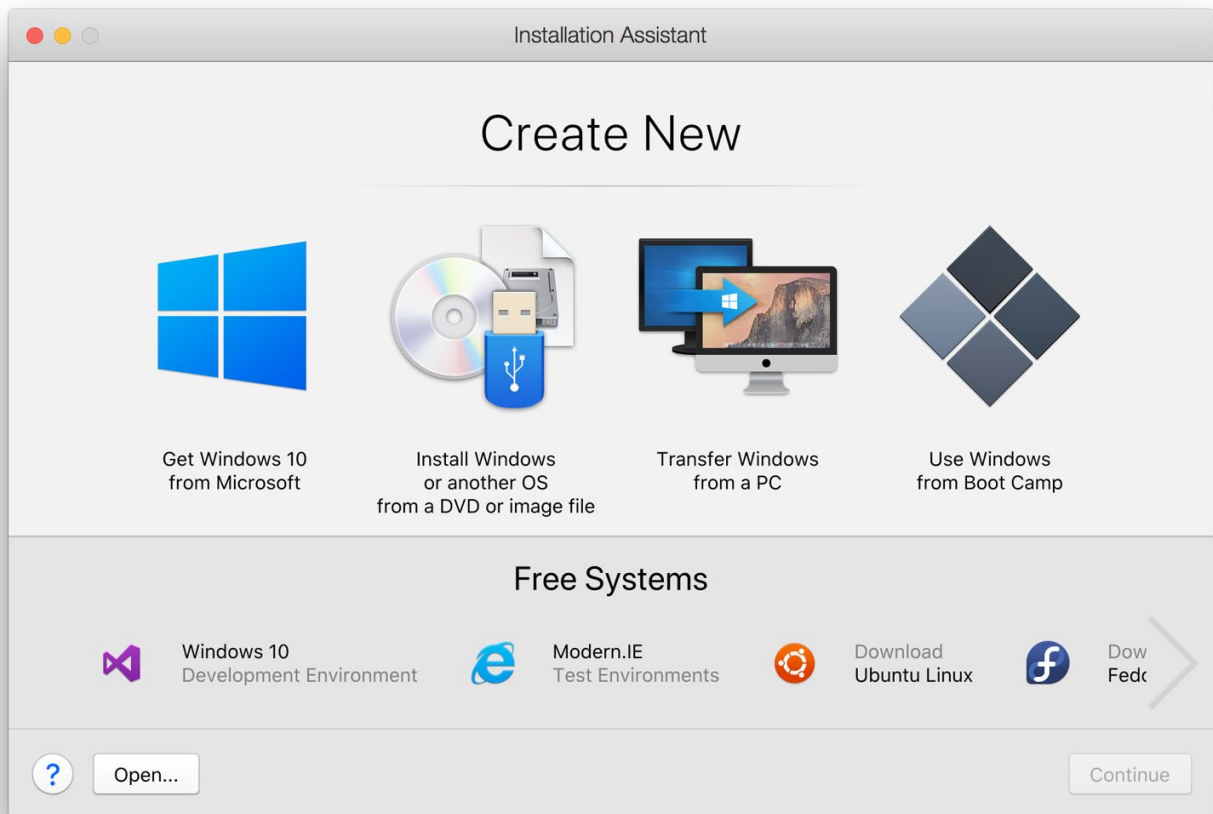 Installation Assistant
Create New
Get Windows 10
from Microsoft
Install Windows
or another OS
from a DVD or image file
Transfer Windows
from a PC
Use Windows
from Boot Camp
Free Systems
Windows 10
Development Environment
Modern.IE
Test Environments
Download
Ubuntu Linux
Dow
Fed
?
Open...
Continue